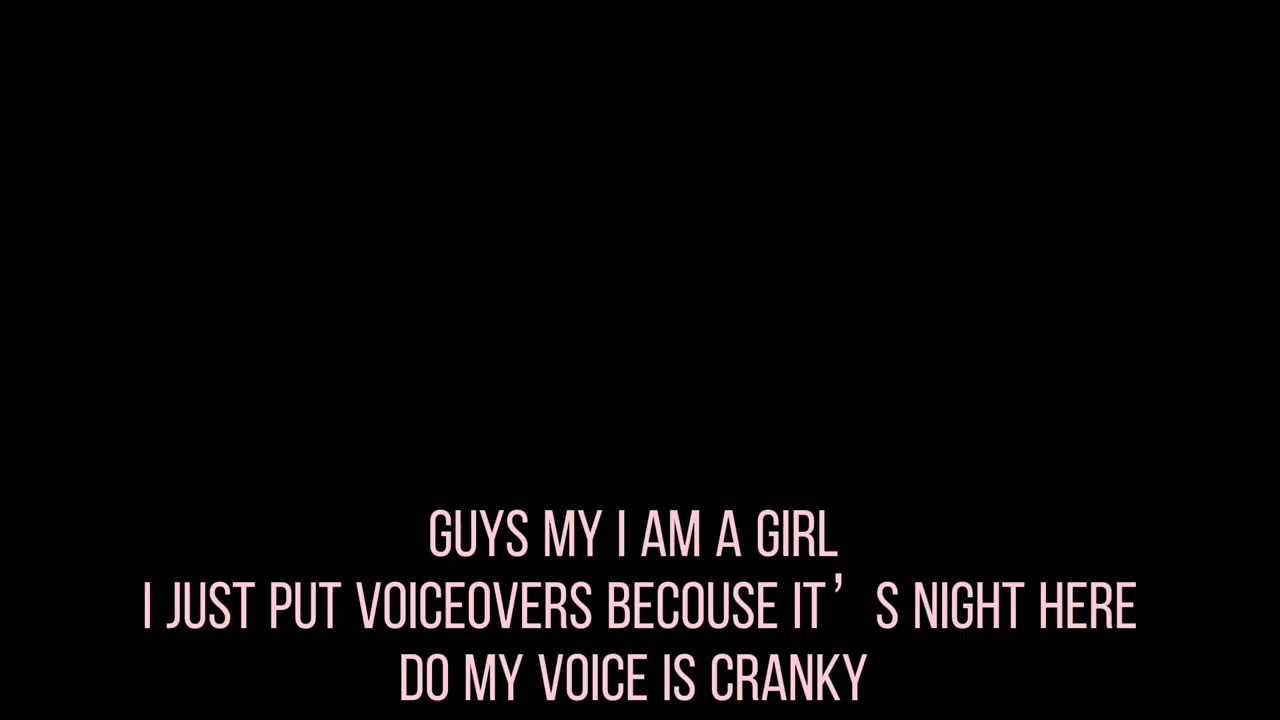 GUYS MY I AM A GIRL
I JUST PUT VOICEOVERS BECOUSE IT’S NIGHT HERE
DO MY VOICE IS CRANKY